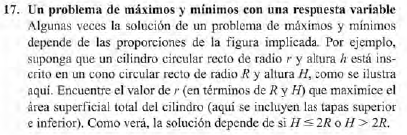 17. Un problema de máximos y mínimos con una respuesta variable
Algunas veces la solución de un problema de máximos y mínimos
depende de las proporciones de la figura implicada. Por ejemplo,
suponga que un cilindro circular recto de radio r y altura h está ins-
crito en un cono circular recto de radio R y altura H, como se ilustra
aquí. Encuentre el valor de r (en términos de R y H) que maximice el
área superficial total del cilindro (aquí se incluyen las tapas superior
e inferior). Como verá, la solución depende de si H ≤ 2R o H > 2R.